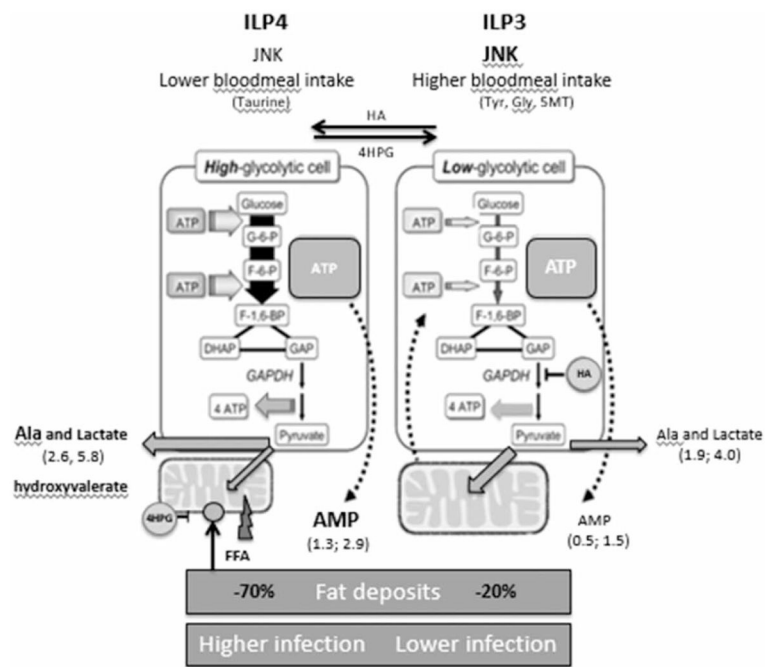 ILP4 ILP3
JNK JNK
Lower bloodmeal intake Higher bloodmeal intake
(Taurine) (Tyr, Gly, SMT)
HA
4HPG
High-glycolytic cell Low-glycolytic cell
Glucose Glucose
ATP ATP
G-6-P G-6-P
ATP ATP
F-6-P F-6-P
ATP ATP
F-1,6-BP F-1,6-BP
DHAP GAP DHAP GAP
GAPDH GAPDH HA
4 ATP 4 ATP
Pyruvate Pyruvate
Ala and Lactate Ala and Lactate
(2.6, 5.8) (1.9; 4.0)
hydroxyvalerate
4HPG
AMP AMP
(1.3; 2.9) (0.5; 1.5)
FFA
-70% Fat deposits -20%
Higher infection Lower infection